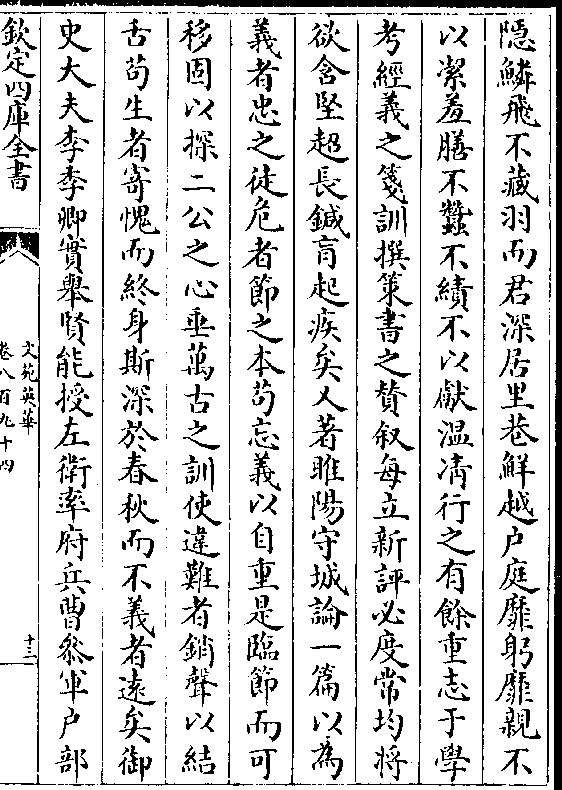 隠鱗飛不藏羽而君深居里巷鮮越户庭靡躬靡親不
以潔羞膳不蠶不績不以獻温凊行之有餘重志于學
考經義之箋訓撰策書之賛叙每立新評必度常均將
欲含堅超長鍼肓起疾矣又著睢陽守城論一篇以為
義者忠之徒危者節之本苟忘義以自重是臨節而可
移固以探二公之心垂萬古之訓使違難者銷聲以結
舌苟生者寄愧而終身斯深於春秋而不義者遠矣御
史大夫李季卿實舉賢能授左衛率府兵曹叅軍户部
欽定四庫全書
文苑英華
卷八百九十四
十三